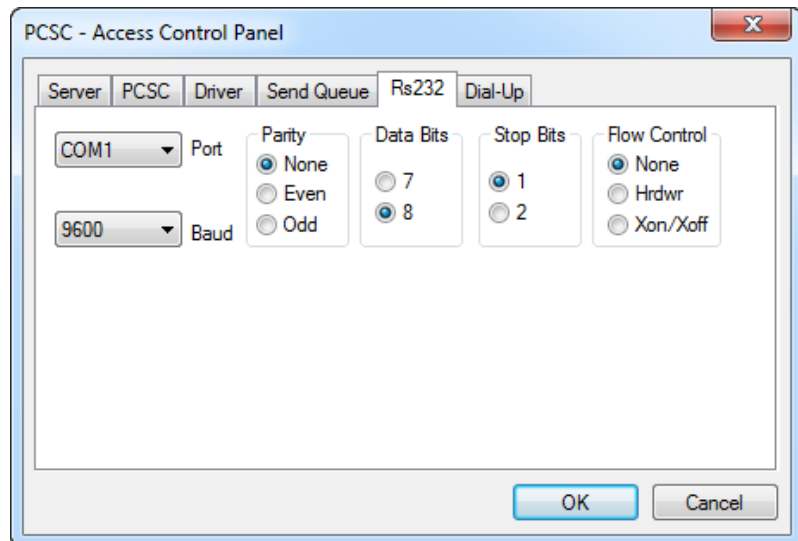 PCSC - Access Control Panel
Server PCSC Driver Send Queue Rs232 Dial-Up
COM1 Port
9600 Baud
Parity
None
Even
Odd
Data Bits
7
8
Stop Bits
1
2
Flow Control
None
Hrdwr
Xon/Xoff
OK Cancel